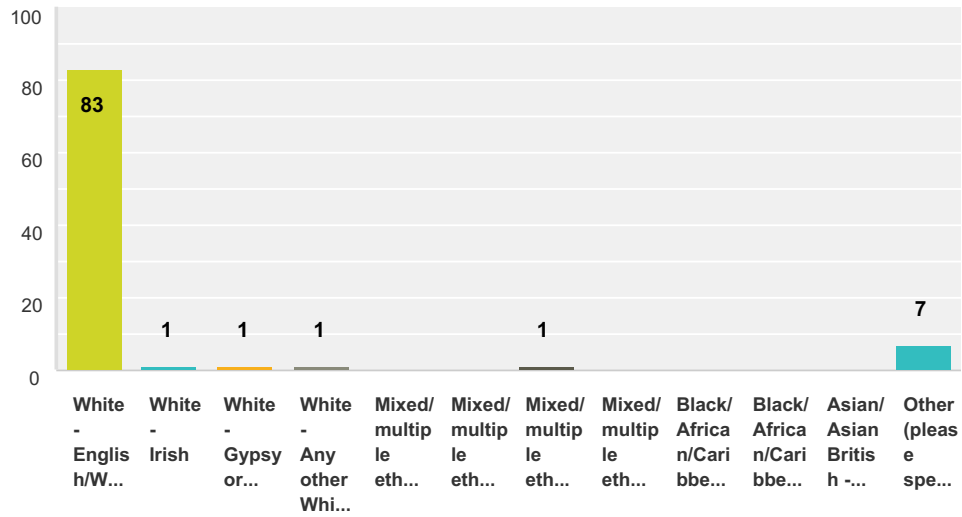 100
80
60
40
20
0
83
1
1
1
1
7
White
-
Englis
h/W...
White
-
Irish
White
-
Gypsy
or...
White
-
Any
other
Whi...
Mixed/
multip
le
eth...
Mixed/
multip
le
eth...
Mixed/
multip
le
eth...
Mixed/
multip
le
eth...
Black/
Africa
n/Cari
bbe...
Black/
Africa
n/Cari
bbe...
Asian/
Asian
Britis
h -...
Other
(pleas
e
spe...